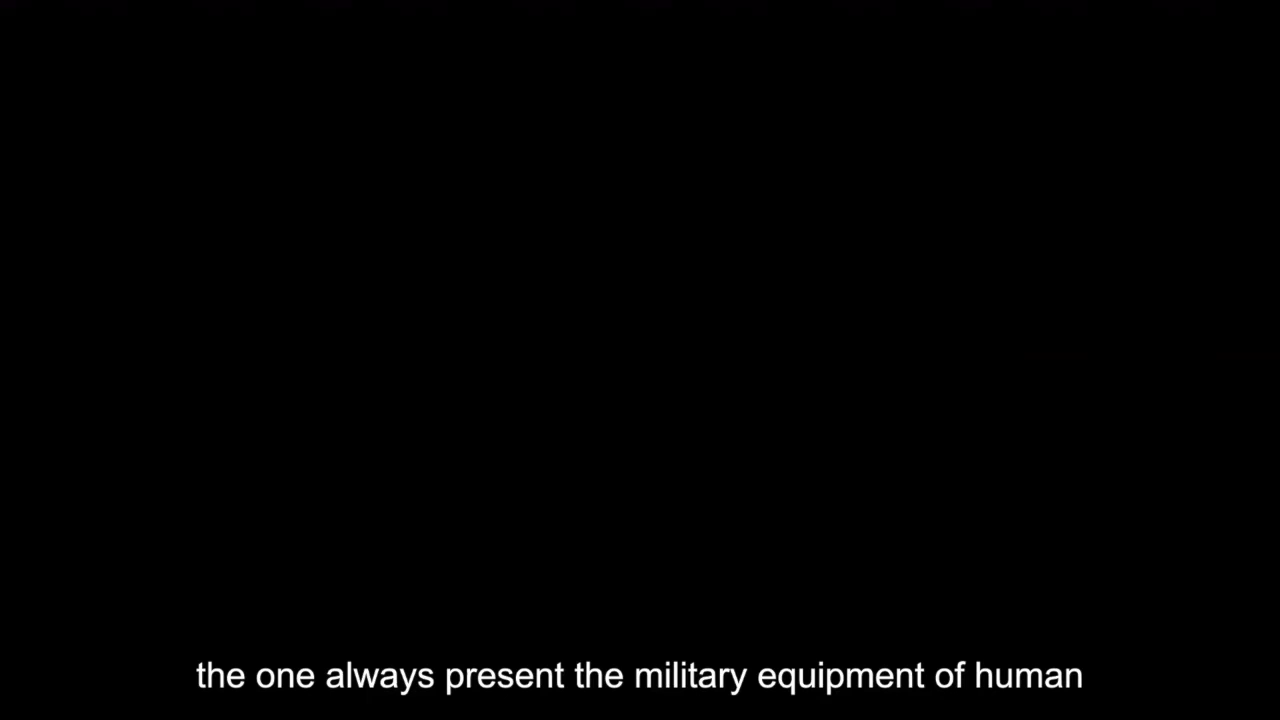 the one always present the military equipment of human